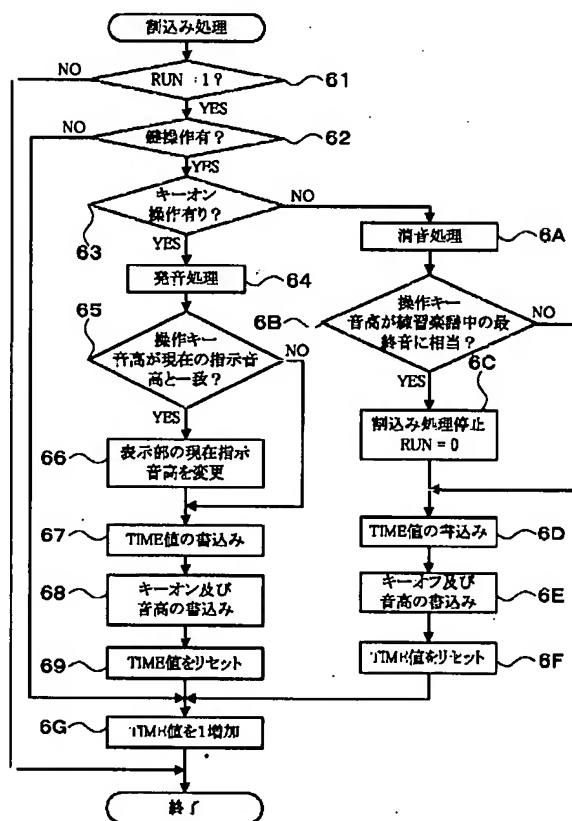 割込み処理
NO
RUN:1?
61
YES
NO
鍵操作有?
62
YES
キーオン
操作有り?
NO
63
YES
消音処理
6A
発音処理
64
65
操作キー
音高が現在の指示音
高と一致?
NO
6B
操作キー
音高が練習楽譜中の最
終音に相当?
NO
YES
YES
6C
66
表示部の現在指示
音高を変更
割込み処理停止
RUN = 0
67
TIME値の書込み
TIME値の書込み
6D
68
キーオン及び
音高の書込み
キーオフ及び
音高の書込み
6E
69
TIME値をリセット
TIME値をリセット
6F
6G
TIME値を1増加
終了